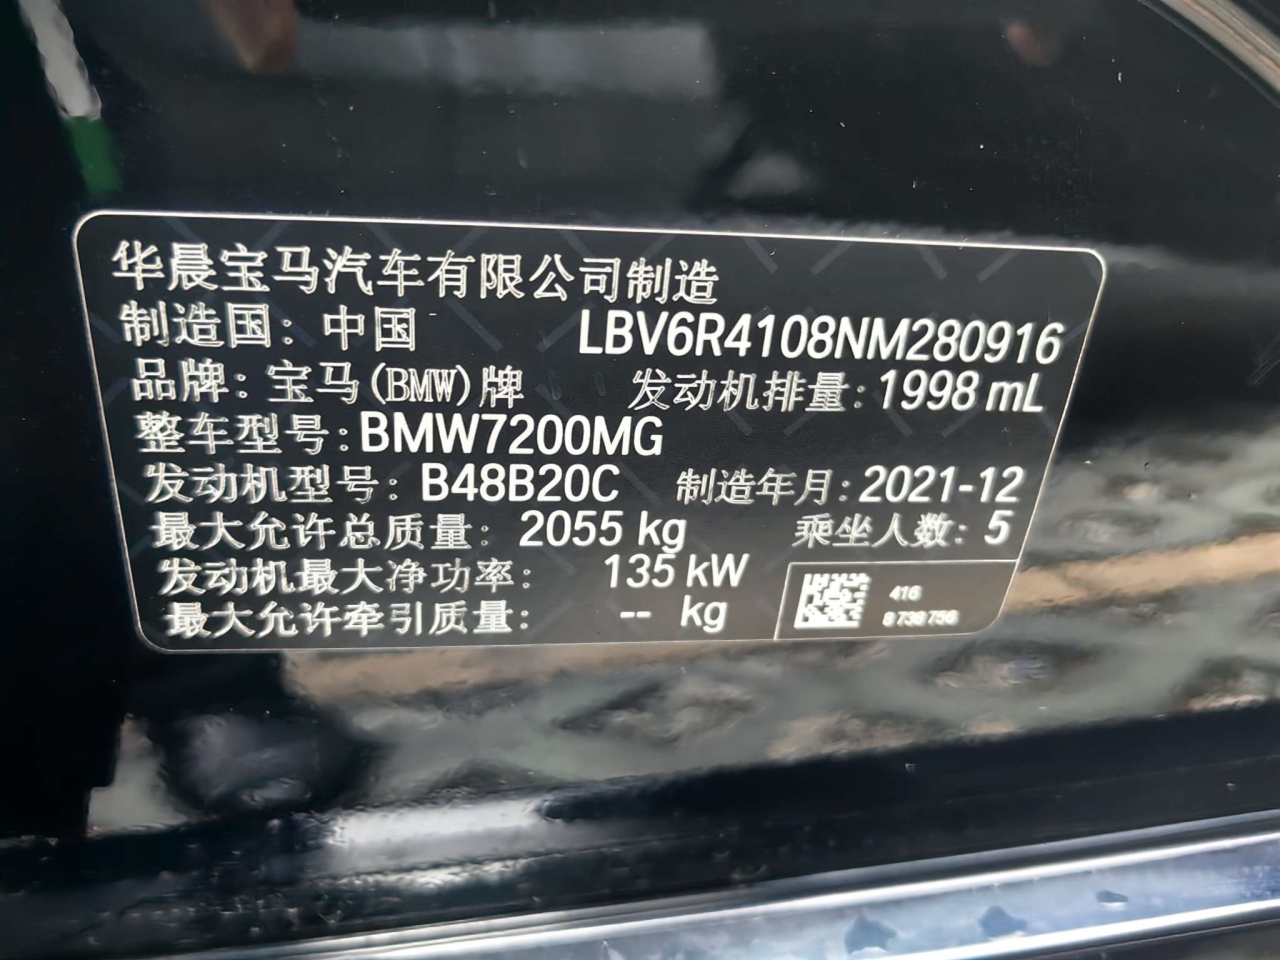 华晨宝马汽车有限公司制造
制造国：中国 LBV6R4108NM280916
品牌：宝马(BMW)牌 发动机排量：1998 mL
整车型号：BMW7200MG
发动机型号：B48B20C 制造年月：2021-12
最大允许总质量：2055 kg 乘坐人数：5
发动机最大净功率：135 kW
最大允许牵引质量：-- kg
416
8 738 756